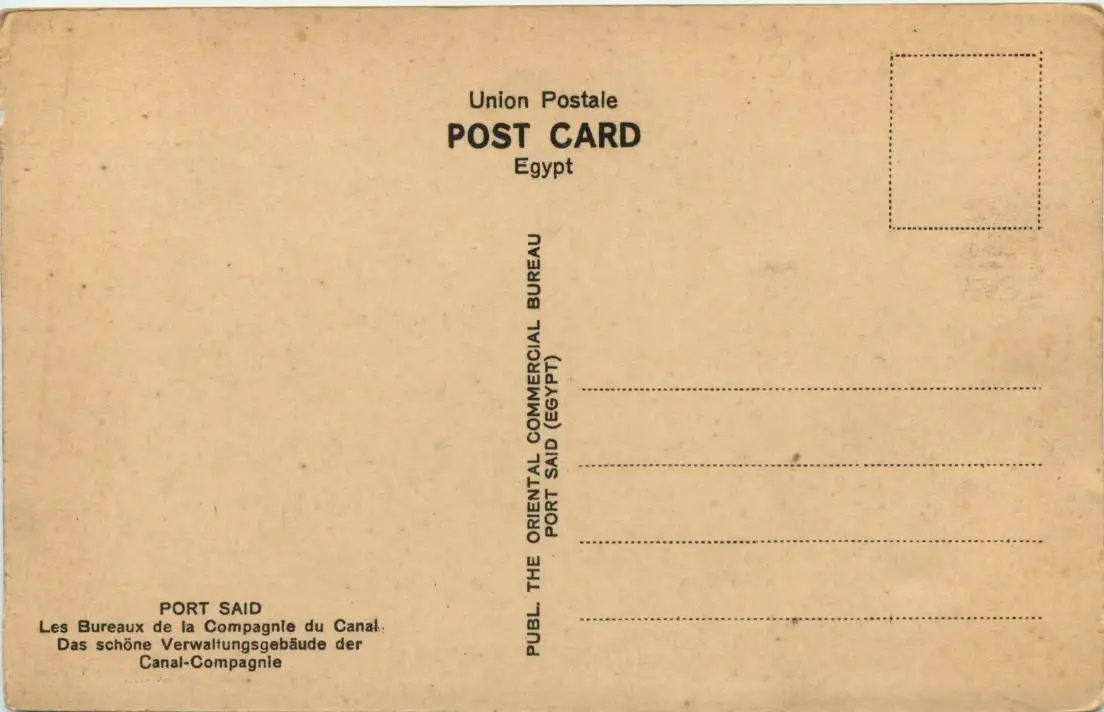 Union Postale
POST CARD
Egypt
PUBL. THE ORIENTAL COMMERCIAL BUREAU
PORT SAID (EGYPT)
PORT SAID
Les Bureaux de la Compagnie du Canal.
Das schöne Verwaltungsgebäude der
Canal-Compagnie